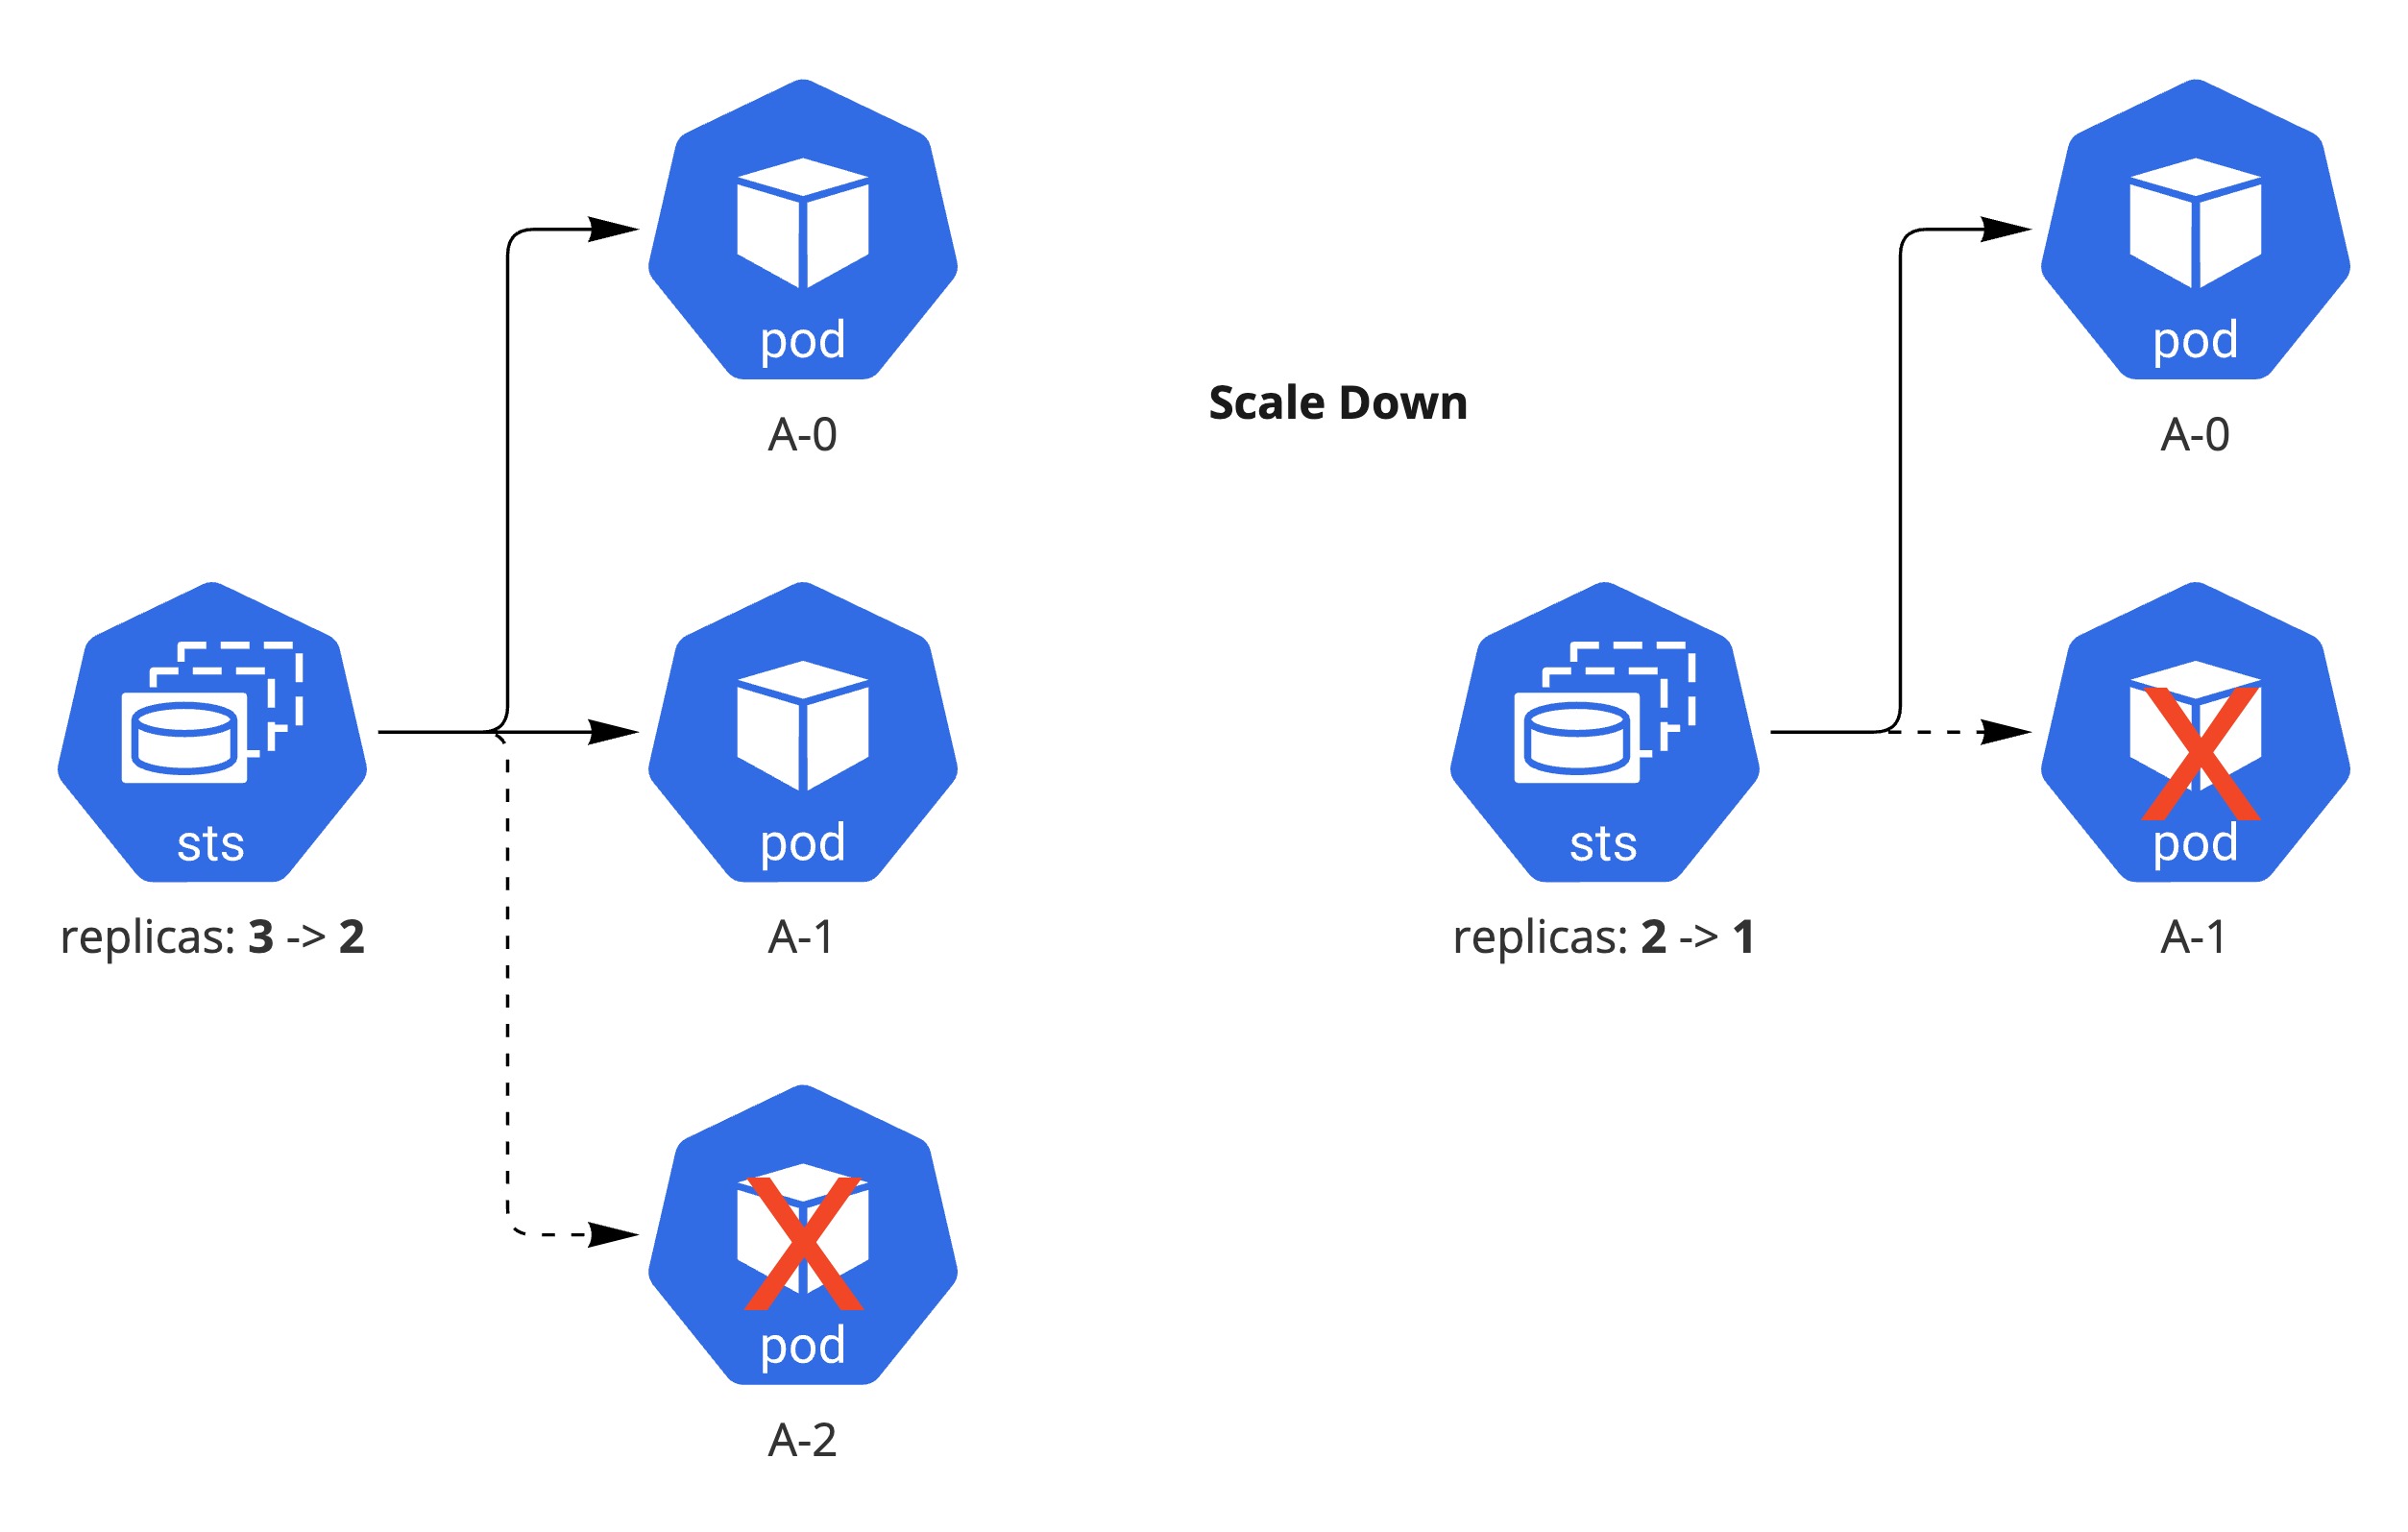 pod
A-0
sts
replicas: 3 -> 2
pod
A-1
pod
A-2
Scale Down
pod
A-0
sts
replicas: 2 -> 1
pod
A-1